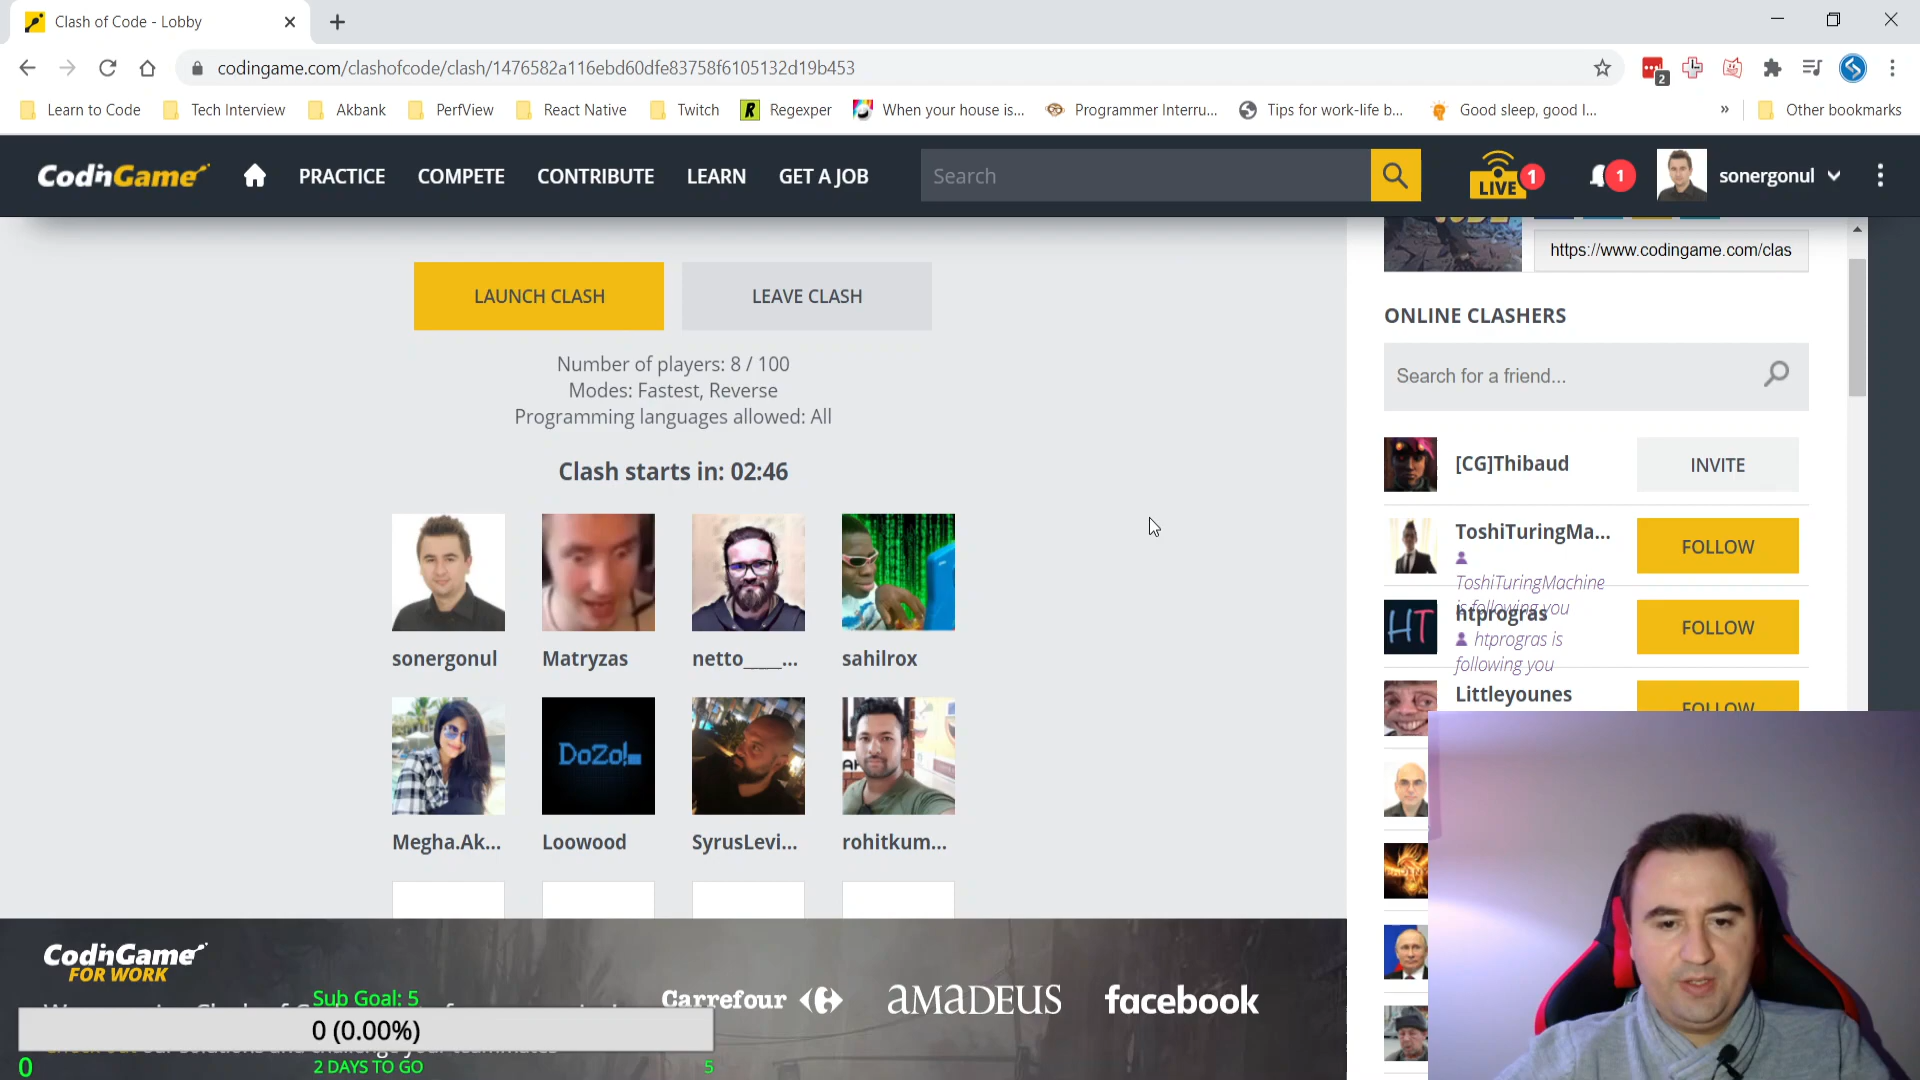 Clash of Code - Lobby
codingame.com/clashofcode/clash/1476582a116ebd60dfe83758f6105132d19b453
2
Learn to Code
Tech Interview
Akbank
PerfView
React Native
Twitch
R
Regexper
When your house is...
Programmer Interru...
Tips for work-life b...
Good sleep, good l...
»
Other bookmarks
CodinGame
PRACTICE
COMPETE
CONTRIBUTE
LEARN
GET A JOB
Search
LIVE
1
1
sonergonul
https://www.codingame.com/clas
LAUNCH CLASH
LEAVE CLASH
Number of players: 8 / 100
Modes: Fastest, Reverse
Programming languages allowed: All
Clash starts in: 02:46
sonergonul
Matryzas
netto____...
sahilrox
DoZo!
Megha.Ak...
Loowood
SyrusLevi...
rohitkum...
ONLINE CLASHERS
Search for a friend...
[CG]Thibaud
INVITE
ToshiTuringMa...
FOLLOW
ToshiTuringMachine
is following you
HT
htprogras
FOLLOW
htprogras is
following you
Littleyounes
FOLLOW
CodinGame
FOR WORK
Carrefour
AMADEUS
facebook
Sub Goal: 5
0 (0.00%)
0
2 DAYS TO GO
5